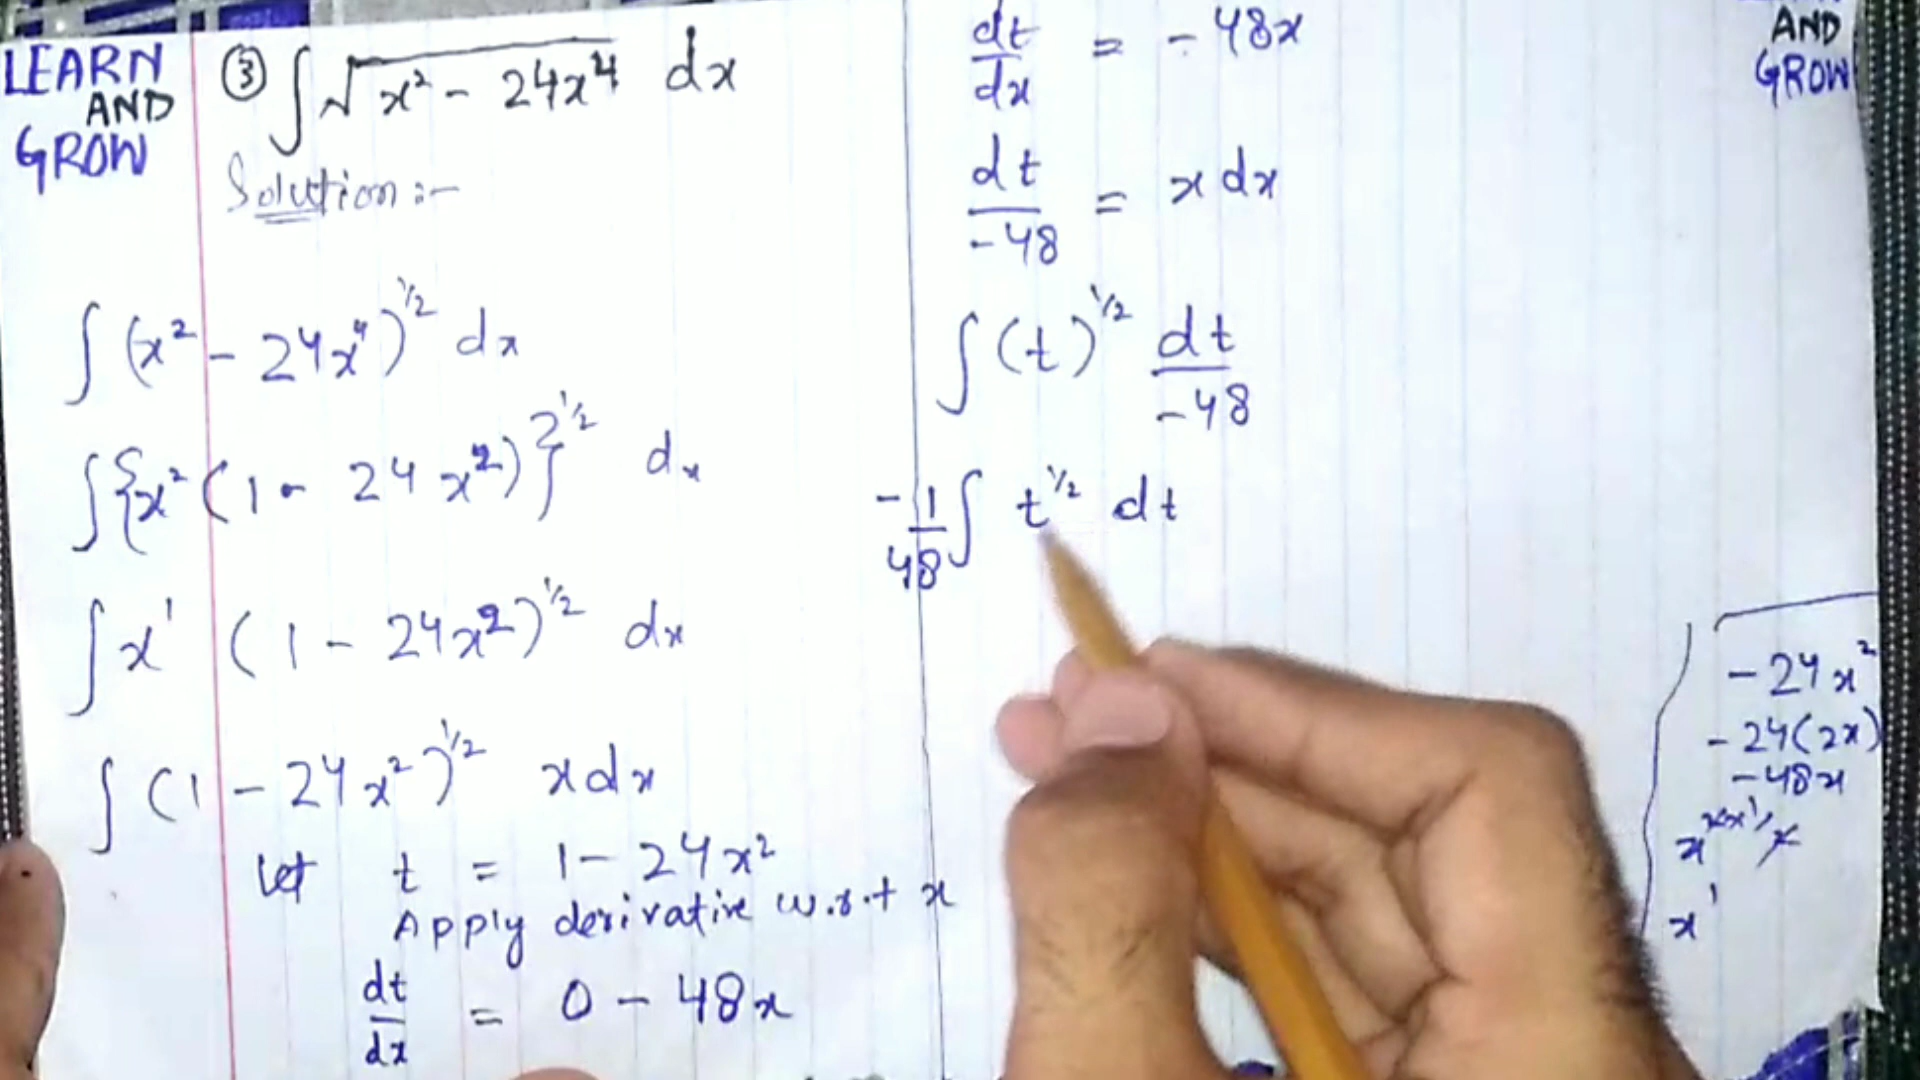 LEARN
AND
GROW
③ ∫ √(x² - 24x⁴) dx
Solution:-
∫ (x² - 24x⁴)^1/2 dx
∫ {x² (1 - 24x²)}^1/2 dx
∫ x¹ (1 - 24x²)^1/2 dx
∫ (1 - 24x²)^1/2 x dx
Let t = 1 - 24x²
Apply derivative w.r.t x
dt/dx = 0 - 48x
dt/dx = - 48x
dt/-48 = x dx
∫ (t)^1/2 dt/-48
-1/48 ∫ t^1/2 dt
AND
GROW
- 24x²
- 24(2x)
- 48x
x¹